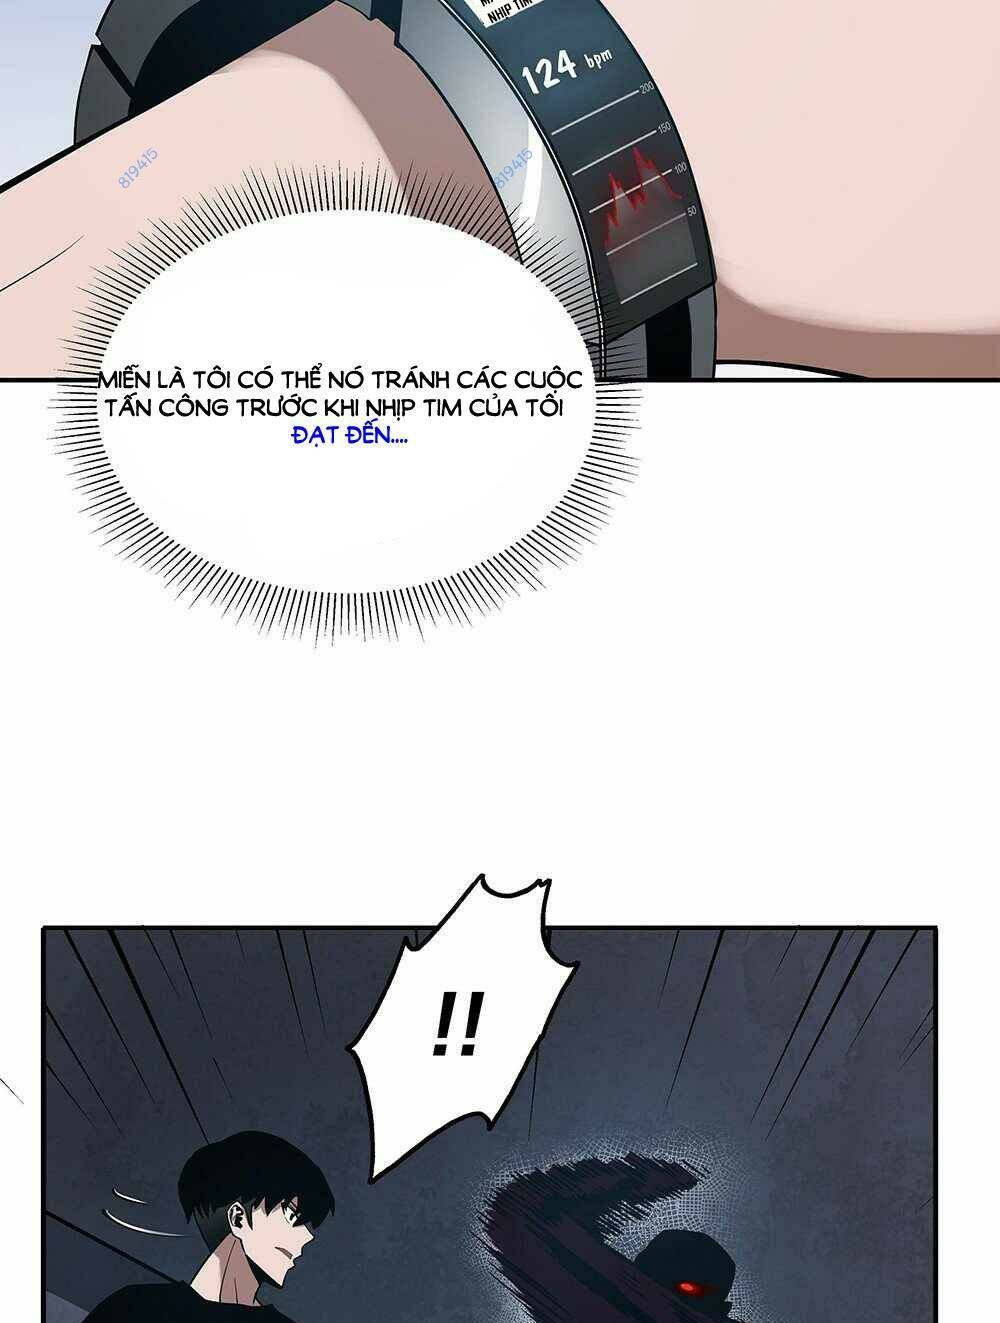 NHỊP TIM
124 bpm
200
150
100
50
819415
819415
MIẾN LÀ TÔI CÓ THỂ NÓ TRÁNH CÁC CUỘC
TẤN CÔNG TRƯỚC KHI NHỊP TIM CỦA TÔI
ĐẠT ĐẾN....
!!